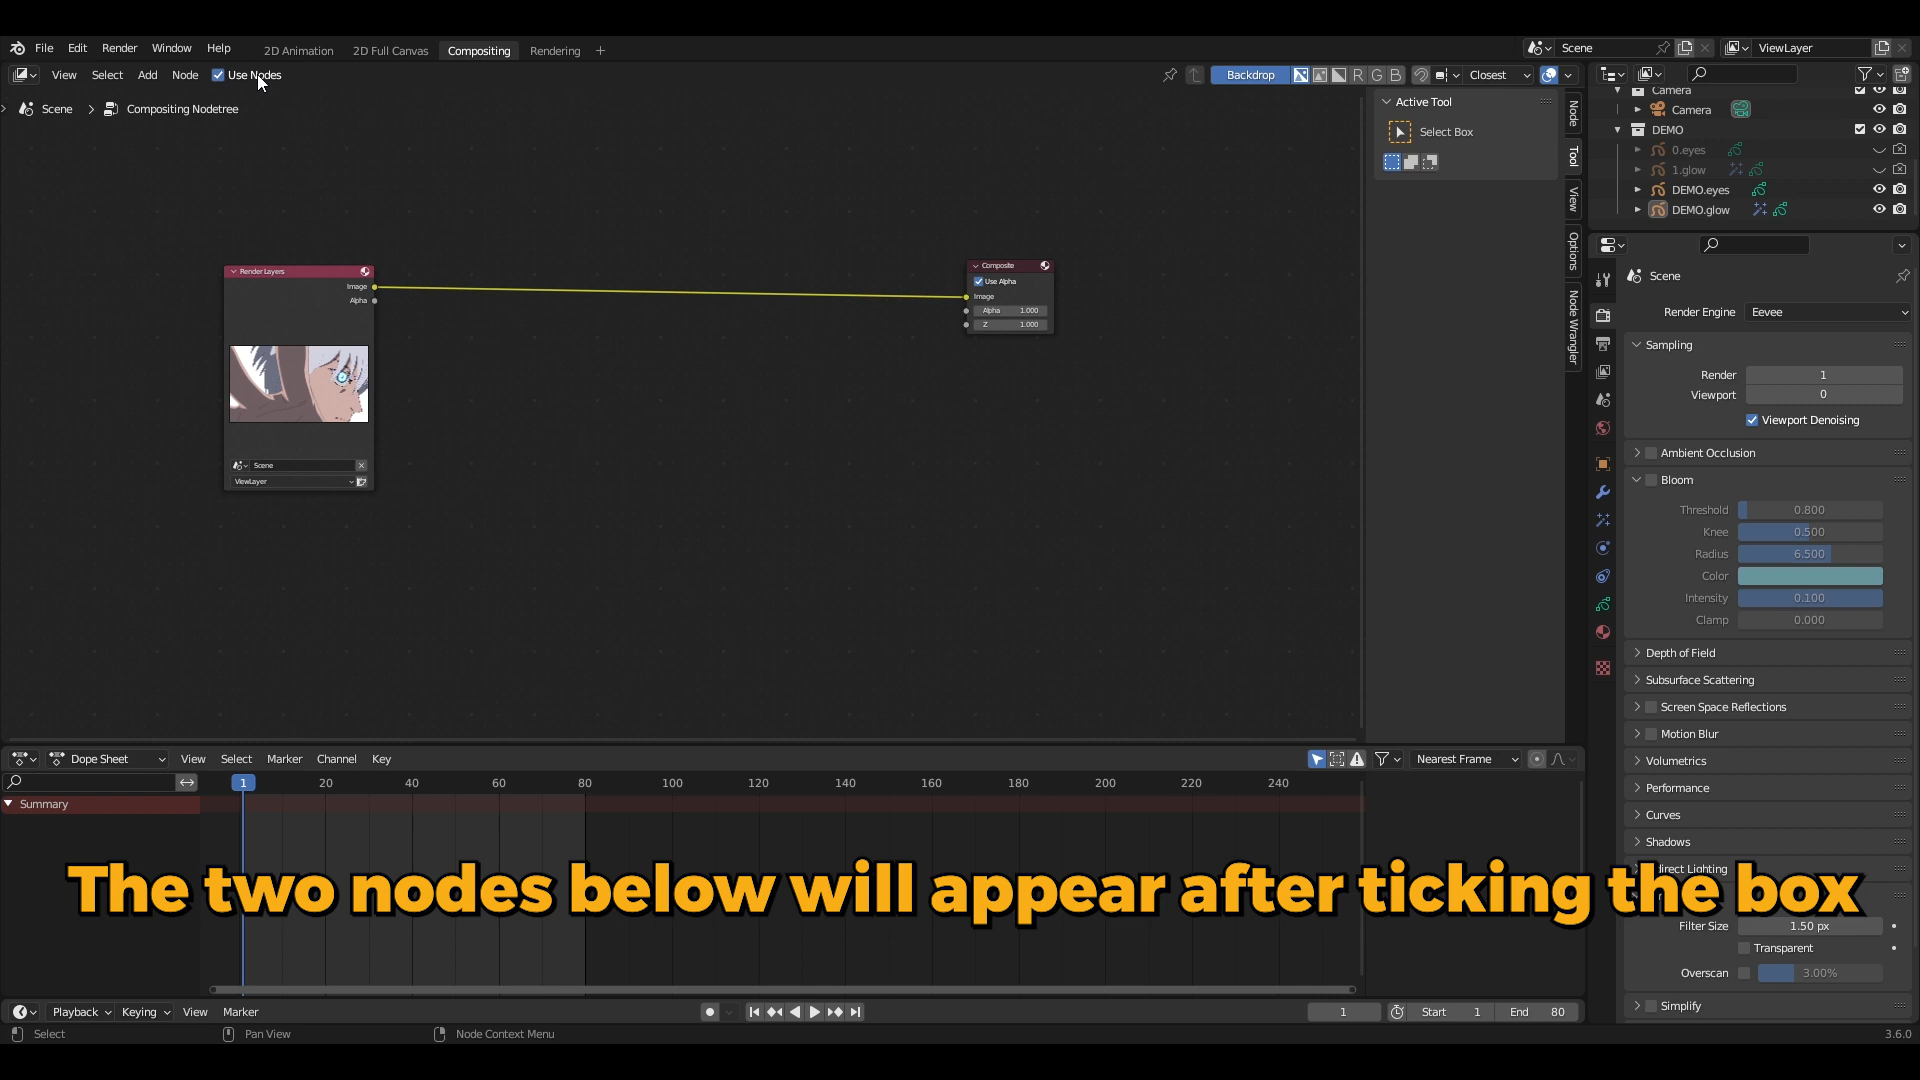 File Edit Render Window Help 2D Animation 2D Full Canvas Compositing Rendering + Scene ViewLayer
View Select Add Node Use Nodes Backdrop R G B Closest
Scene > Compositing Nodetree
Active Tool
Select Box
Node
Tool
View
Options
Node Wrangler
Camera
Camera
DEMO
0.eyes
1.glow
DEMO.eyes
DEMO.glow
Render Layers
Image
Alpha
Scene
ViewLayer
Composite
Use Alpha
Image
Alpha 1.000
Z 1.000
Scene
Render Engine Eevee
Sampling
Render 1
Viewport 0
Viewport Denoising
Ambient Occlusion
Bloom
Threshold 0.800
Knee 0.500
Radius 6.500
Color
Intensity 0.100
Clamp 0.000
Depth of Field
Subsurface Scattering
Screen Space Reflections
Motion Blur
Volumetrics
Performance
Curves
Shadows
direct Lighting
Filter Size 1.50 px
Transparent
Overscan 3.00%
Simplify
Dope Sheet View Select Marker Channel Key Nearest Frame
1 20 40 60 80 100 120 140 160 180 200 220 240
Summary
The two nodes below will appear after ticking the box
Playback Keying View Marker 1 Start 1 End 80
Select Pan View Node Context Menu 3.6.0